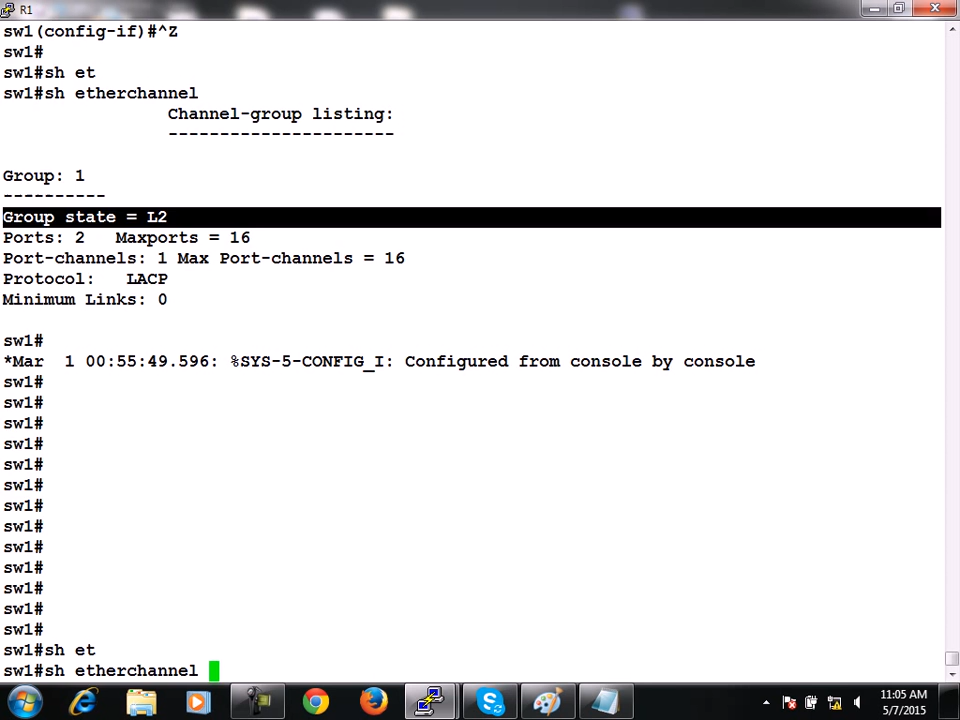 R1
sw1(config-if)#^Z
sw1#
sw1#sh et
sw1#sh etherchannel
Channel-group listing:
----------------------
Group: 1
----------
Group state = L2
Ports: 2   Maxports = 16
Port-channels: 1 Max Port-channels = 16
Protocol:   LACP
Minimum Links: 0
sw1#
*Mar  1 00:55:49.596: %SYS-5-CONFIG_I: Configured from console by console
sw1#
sw1#
sw1#
sw1#
sw1#
sw1#
sw1#
sw1#
sw1#
sw1#
sw1#
sw1#
sw1#
sw1#sh et
sw1#sh etherchannel
11:05 AM
5/7/2015